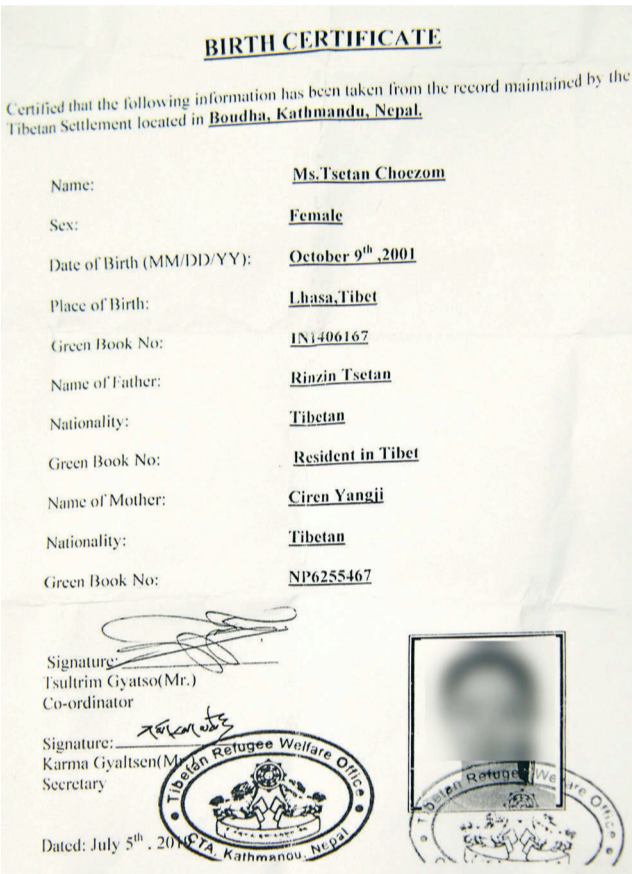 BIRTH CERTIFICATE
Certified that the following information has been taken from the record maintained by the
Tibetan Settlement located in Boudha, Kathmandu, Nepal.
Name: Ms.Tsetan Choezom
Sex: Female
Date of Birth (MM/DD/YY): October 9th ,2001
Place of Birth: Lhasa,Tibet
Green Book No: IN1406167
Name of Father: Rinzin Tsetan
Nationality: Tibetan
Green Book No: Resident in Tibet
Name of Mother: Ciren Yangji
Nationality: Tibetan
Green Book No: NP6255467
Signature:
Tsultrim Gyatso(Mr.)
Co-ordinator
Signature:
Karma Gyaltsen(M
Secretary
Dated: July 5th . 20
Tibetan Refugee Welfare Office
CTA, Kathmandu, Nepal
Tibetan Refugee Welfare Office